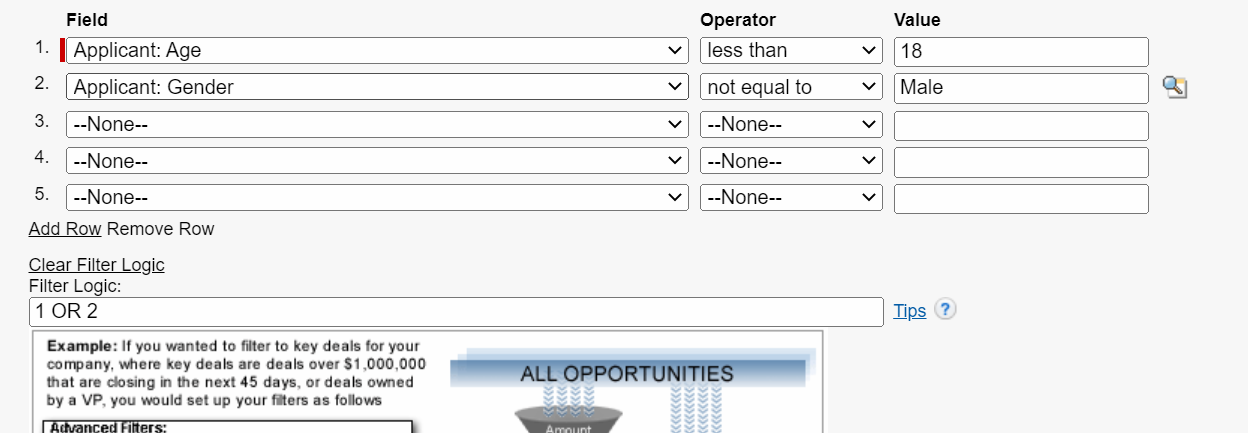 Field Operator Value
1. Applicant: Age less than 18
2. Applicant: Gender not equal to Male
3. --None-- --None--
4. --None-- --None--
5. --None-- --None--
Add Row Remove Row
Clear Filter Logic
Filter Logic:
1 OR 2 Tips ?
Example: If you wanted to filter to key deals for your
company, where key deals are deals over $1,000,000
that are closing in the next 45 days, or deals owned
by a VP, you would set up your filters as follows
Advanced Filters:
ALL OPPORTUNITIES
Amount